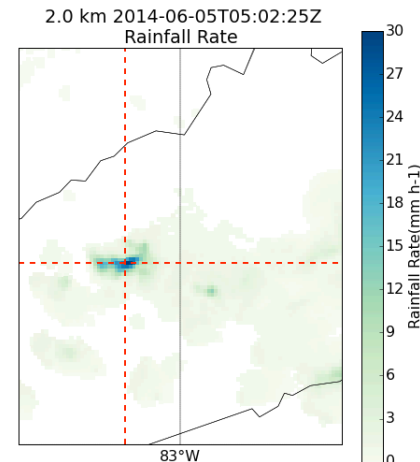 2.0 km 2014-06-05T05:02:25Z
Rainfall Rate
30
27
24
21
18
15
12
9
6
3
0
Rainfall Rate(mm h-1)
83°W